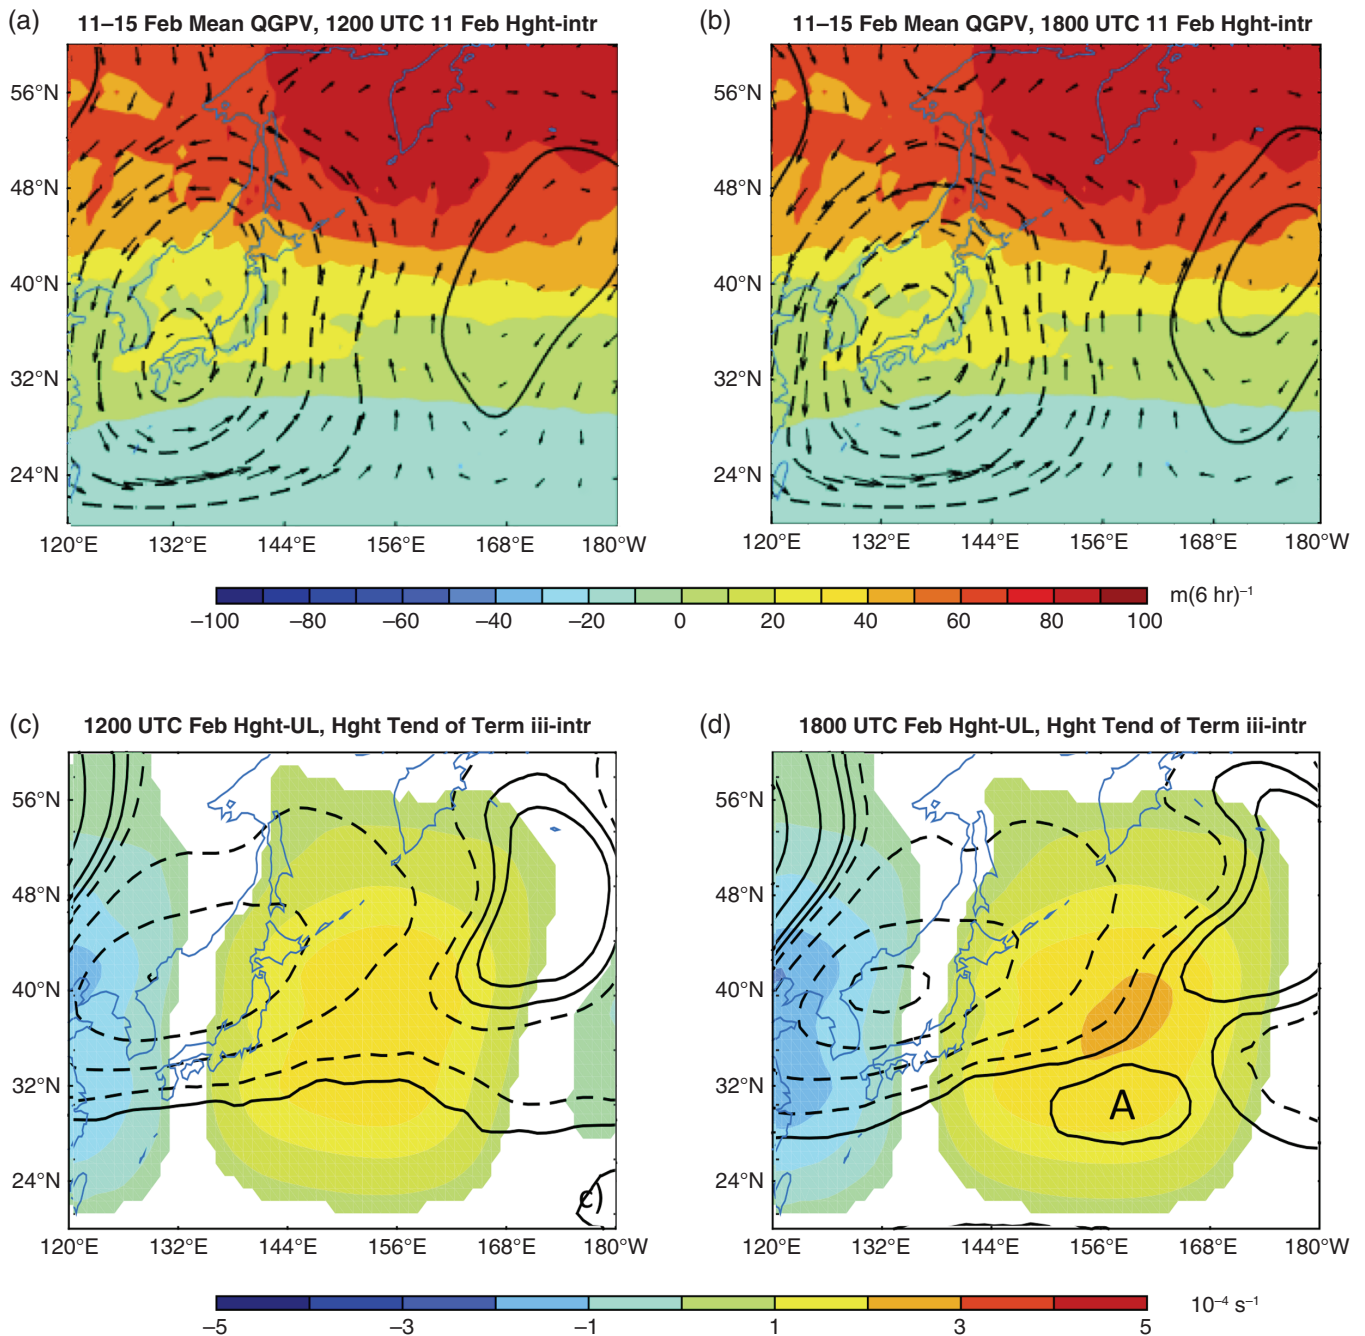 (a) 11–15 Feb Mean QGPV, 1200 UTC 11 Feb Hght-intr
(b) 11–15 Feb Mean QGPV, 1800 UTC 11 Feb Hght-intr
56°N 56°N
48°N 48°N
40°N 40°N
32°N 32°N
24°N 24°N
120°E 132°E 144°E 156°E 168°E 180°W
120°E 132°E 144°E 156°E 168°E 180°W
m(6 hr)⁻¹
–100 –80 –60 –40 –20 0 20 40 60 80 100
(c) 1200 UTC Feb Hght-UL, Hght Tend of Term iii-intr
(d) 1800 UTC Feb Hght-UL, Hght Tend of Term iii-intr
56°N 56°N
48°N 48°N
40°N 40°N
32°N 32°N
A
24°N 24°N
c
120°E 132°E 144°E 156°E 168°E 180°W
120°E 132°E 144°E 156°E 168°E 180°W
10⁻⁴ s⁻¹
–5 –3 –1 1 3 5